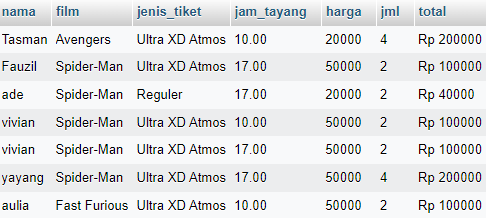 nama film jenis_tiket jam_tayang harga jml total
Tasman Avengers Ultra XD Atmos 10.00 20000 4 Rp 200000
Fauzil Spider-Man Ultra XD Atmos 17.00 50000 2 Rp 100000
ade Spider-Man Reguler 17.00 20000 2 Rp 40000
vivian Spider-Man Ultra XD Atmos 10.00 50000 2 Rp 100000
vivian Spider-Man Ultra XD Atmos 17.00 50000 2 Rp 100000
yayang Spider-Man Ultra XD Atmos 17.00 50000 4 Rp 200000
aulia Fast Furious Ultra XD Atmos 10.00 50000 2 Rp 100000